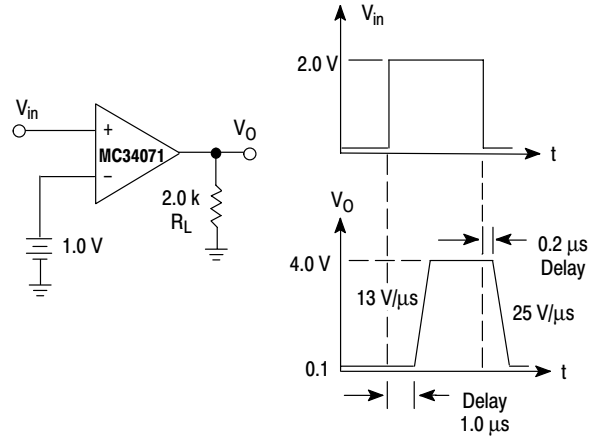 V_in
+
MC34071
−
V_O
2.0 k
R_L
1.0 V
V_in
2.0 V
t
V_O
4.0 V
13 V/μs
25 V/μs
0.2 μs
Delay
0.1
t
Delay
1.0 μs